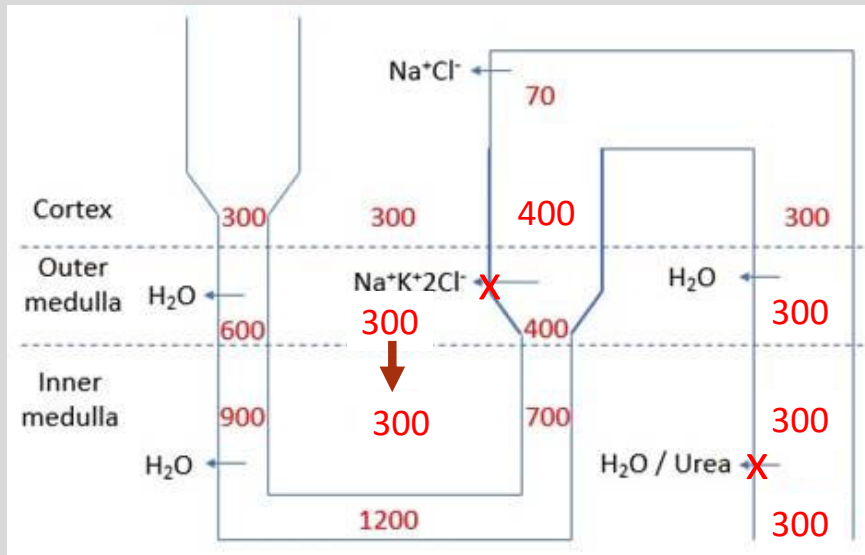 Na⁺Cl⁻
70
Cortex
300
300
400
300
Outer
medulla
H₂O
Na⁺K⁺2Cl⁻
X
H₂O
600
300
400
300
Inner
medulla
900
300
700
300
H₂O
H₂O / Urea
X
1200
300